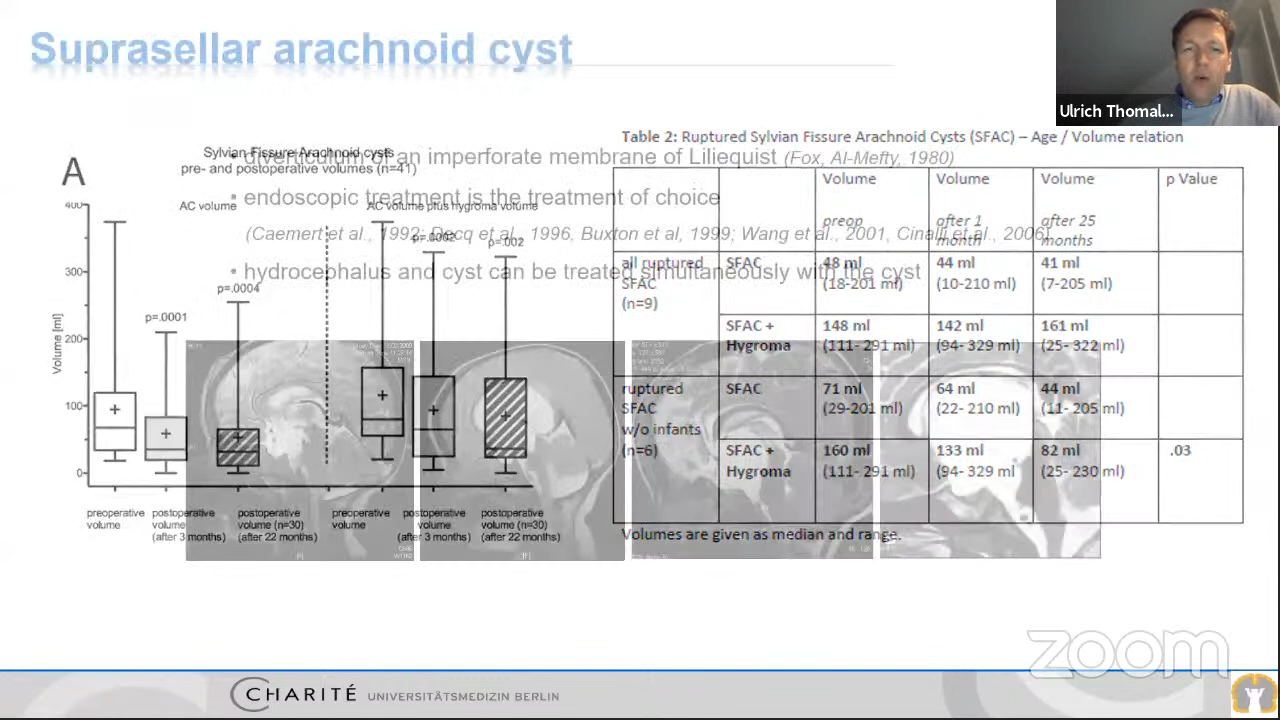 Suprasellar arachnoid cyst
Ulrich Thomal...
• diverticulum of an imperforate membrane of Liliequist (Fox, Al-Mefty, 1980)
• endoscopic treatment is the treatment of choice
(Caemert et al., 1992; Decq et al., 1996, Buxton et al, 1999; Wang et al., 2001, Cinalli et al., 2006)
• hydrocephalus and cyst can be treated simultaneously with the cyst
A
Sylvian Fissure Arachnoid cysts
pre- and postoperative volumes (n=41)
AC volume
AC volume plus hygroma volume
Volume [ml]
400
300
200
100
0
p=.0001
p=.0004
p=.0002
p=.002
preoperative
volume
postoperative
volume
(after 3 months)
postoperative
volume (n=30)
(after 22 months)
preoperative
volume
postoperative
volume
(after 3 months)
postoperative
volume (n=30)
(after 22 months)
Table 2: Ruptured Sylvian Fissure Arachnoid Cysts (SFAC) – Age / Volume relation
Volume
preop
Volume
after 1
month
Volume
after 25
months
p Value
all ruptured
SFAC
(n=9)
SFAC
48 ml
(18-201 ml)
44 ml
(10-210 ml)
41 ml
(7-205 ml)
SFAC +
Hygroma
148 ml
(111- 291 ml)
142 ml
(94- 329 ml)
161 ml
(25- 322 ml)
ruptured
SFAC
w/o infants
(n=6)
SFAC
71 ml
(29-201 ml)
64 ml
(22- 210 ml)
44 ml
(11- 205 ml)
SFAC +
Hygroma
160 ml
(111- 291 ml)
133 ml
(94- 329 ml
82 ml
(25- 230 ml)
.03
Volumes are given as median and range.
zoom
CHARITÉ UNIVERSITÄTSMEDIZIN BERLIN